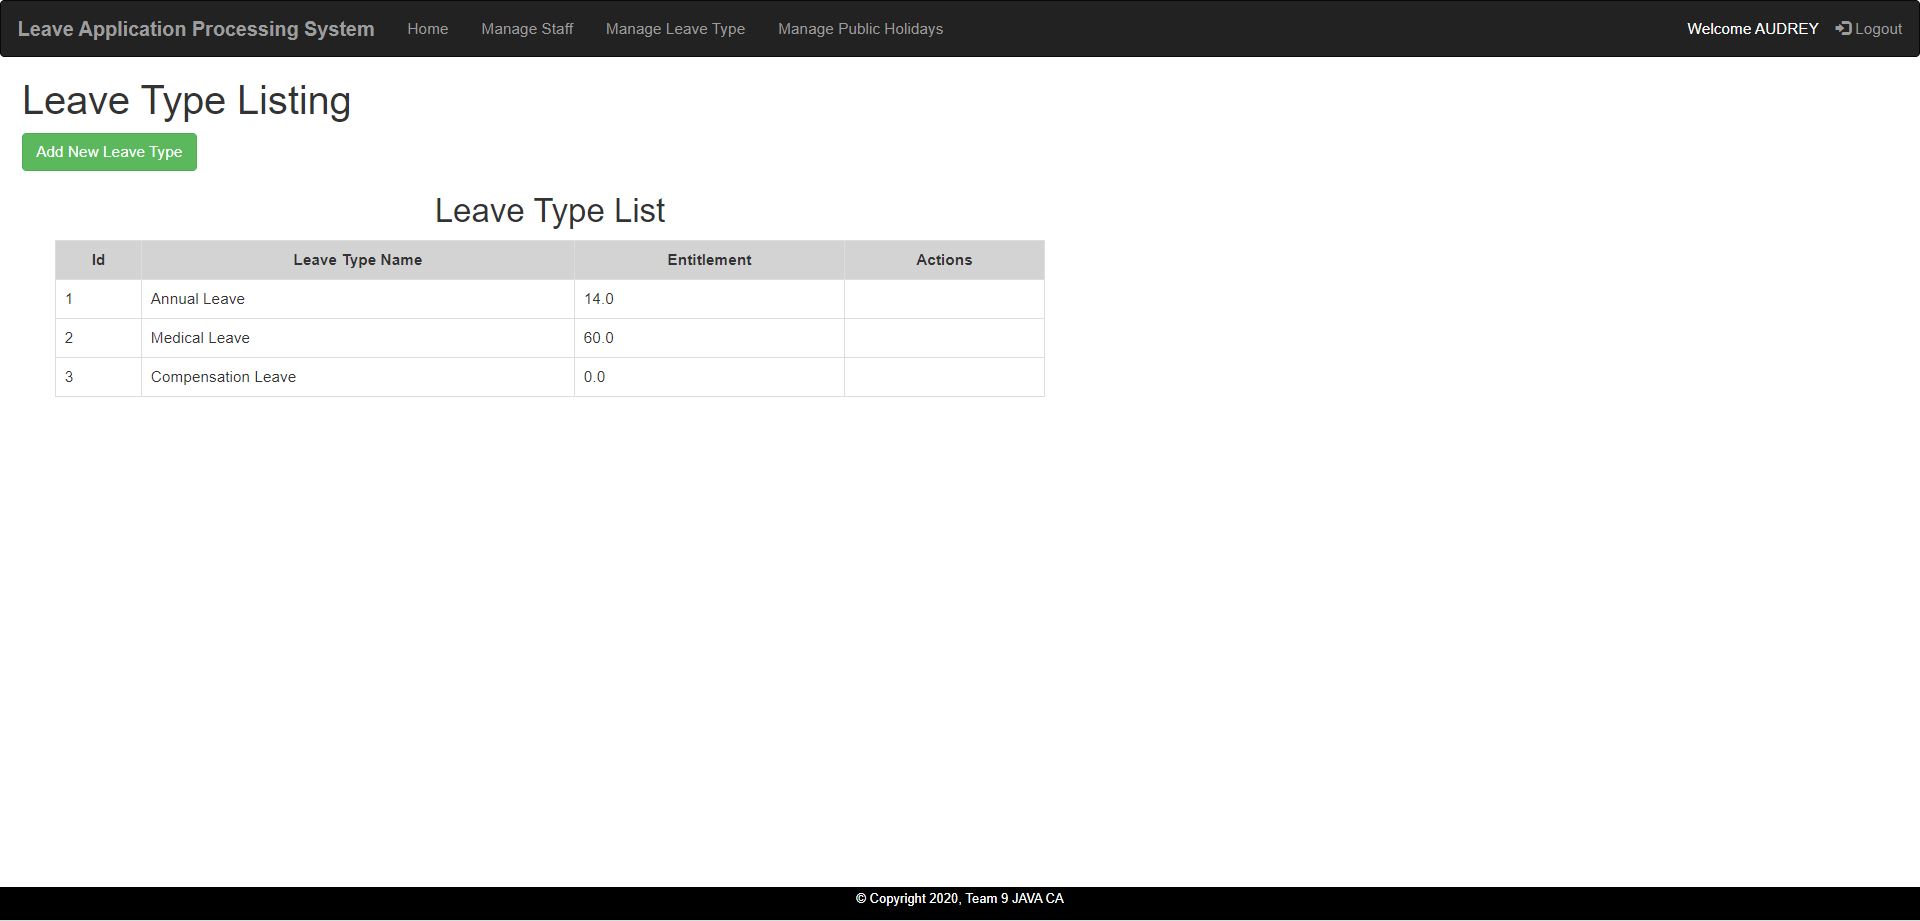 Leave Application Processing System Home Manage Staff Manage Leave Type Manage Public Holidays Welcome AUDREY Logout
Leave Type Listing
Add New Leave Type
Leave Type List
Id Leave Type Name Entitlement Actions
1 Annual Leave 14.0
2 Medical Leave 60.0
3 Compensation Leave 0.0
© Copyright 2020, Team 9 JAVA CA